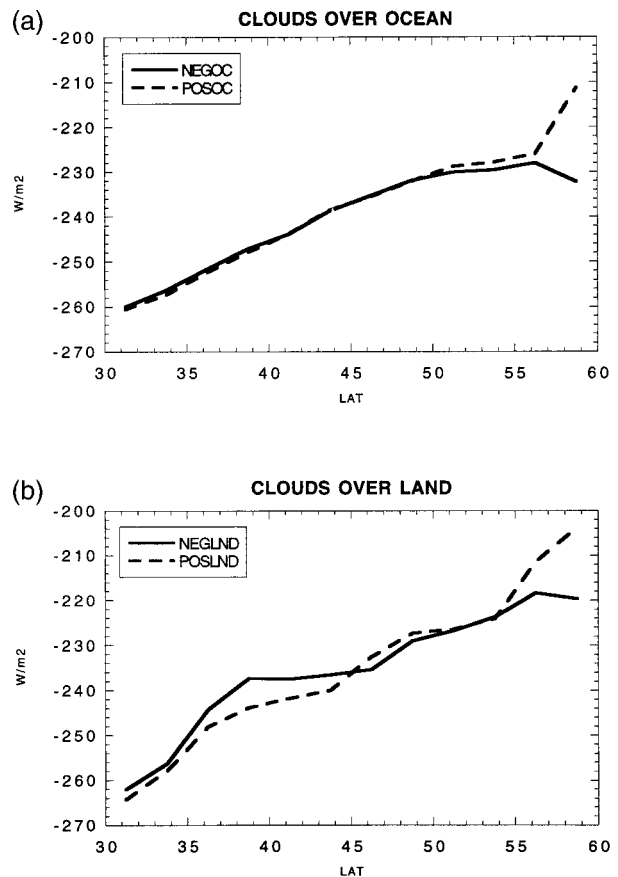 (a)
CLOUDS OVER OCEAN
-200
-210
-220
-230
-240
-250
-260
-270
W/m2
NEGOC
POSOC
30 35 40 45 50 55 60
LAT
(b)
CLOUDS OVER LAND
-200
-210
-220
-230
-240
-250
-260
-270
W/m2
NEGLND
POSLND
30 35 40 45 50 55 60
LAT